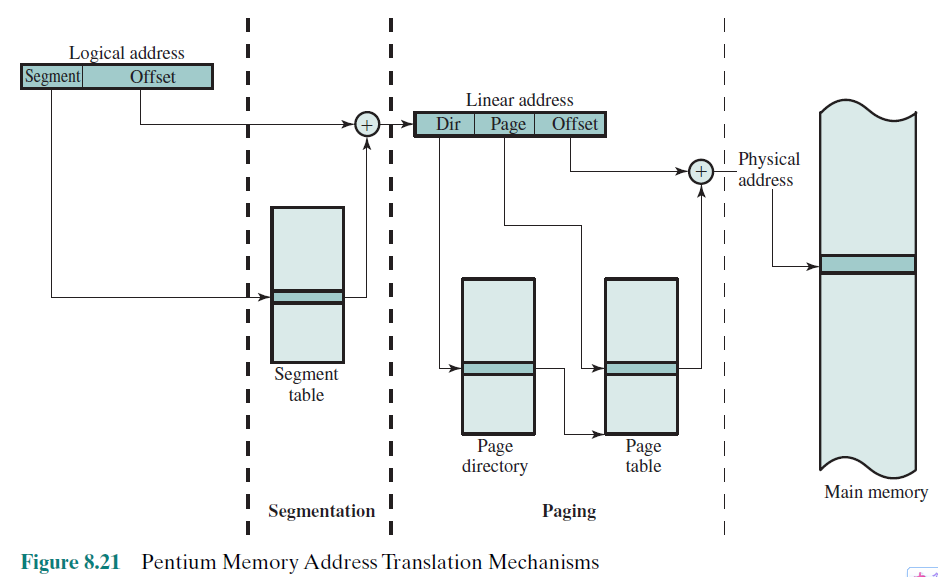 Logical address
Segment Offset
Linear address
Dir Page Offset
+
+
Physical
address
Segment
table
Page
directory
Page
table
Main memory
Segmentation
Paging
Figure 8.21 Pentium Memory Address Translation Mechanisms